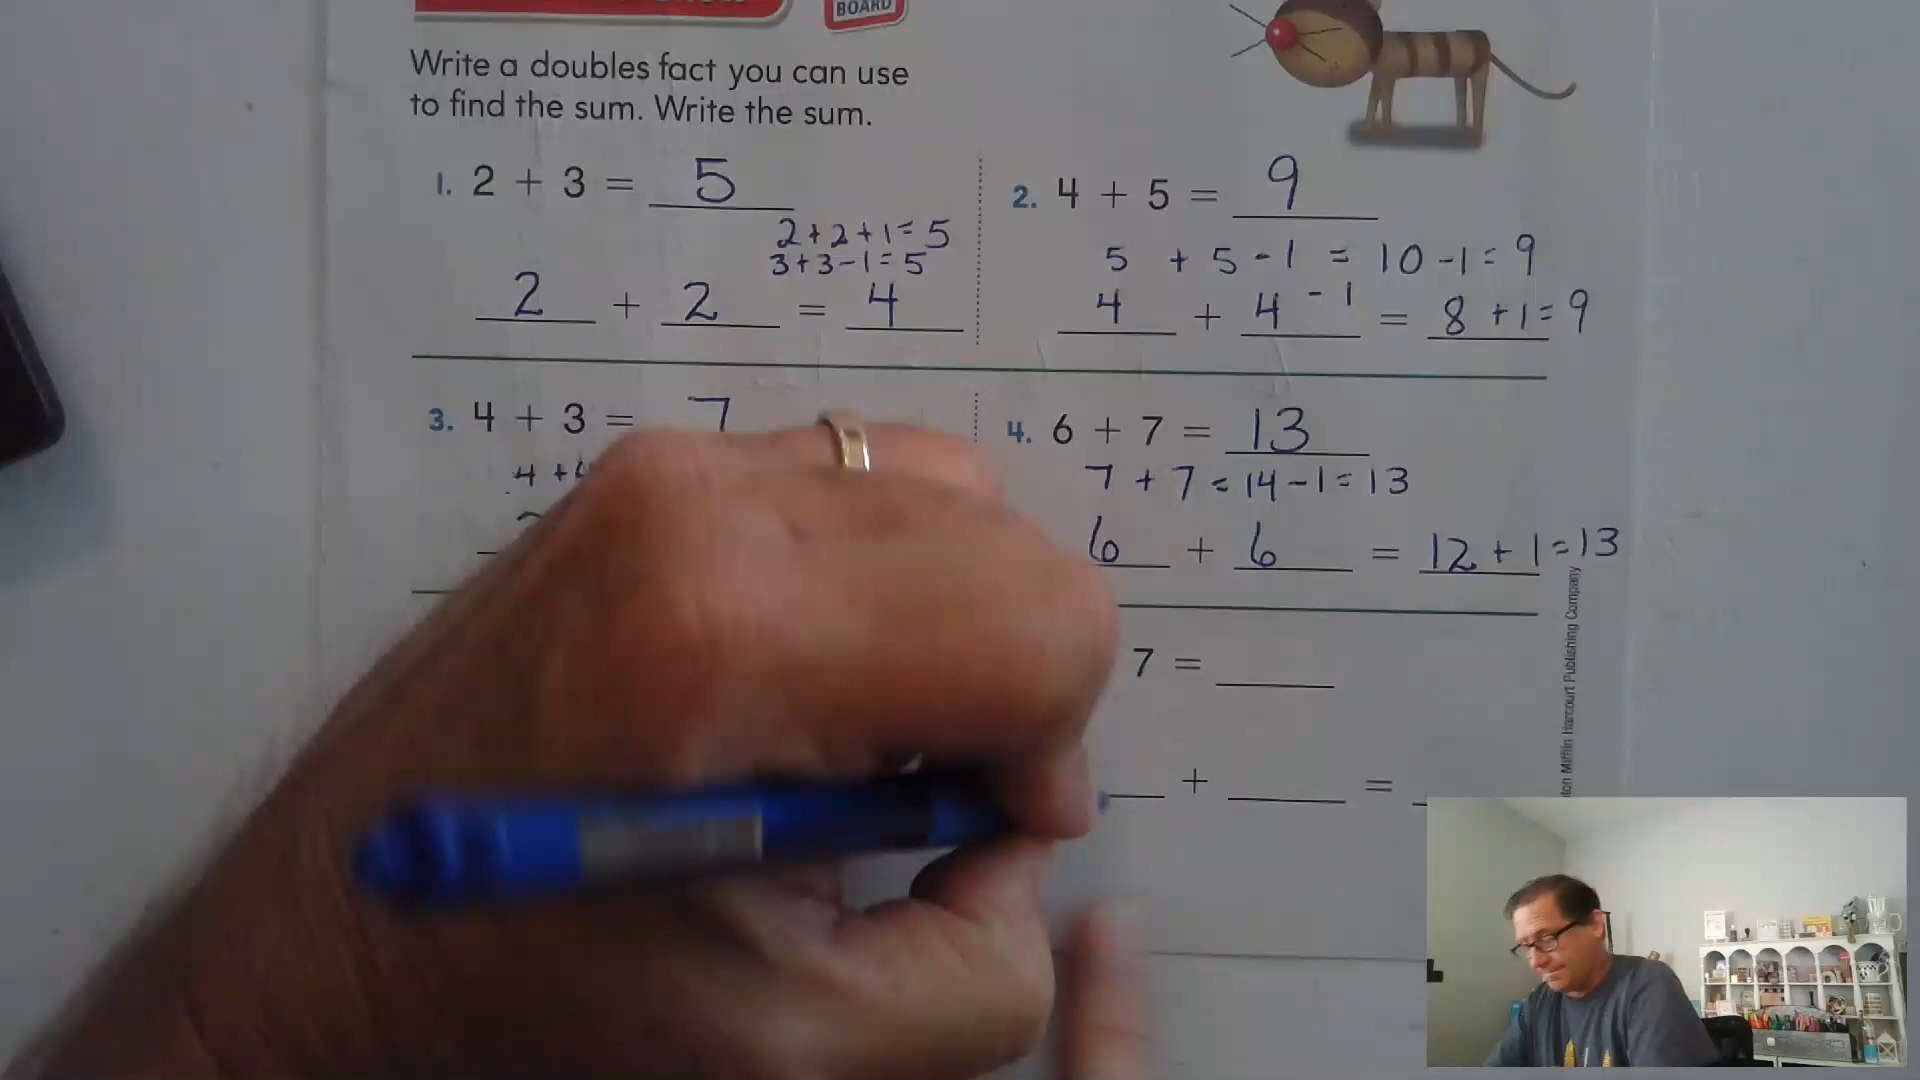 BOARD
Write a doubles fact you can use
to find the sum. Write the sum.
1. 2 + 3 = 5
2+2+1=5
3+3-1=5
2 + 2 = 4
2. 4 + 5 = 9
5 + 5 - 1 = 10 - 1 = 9
4 + 4 - 1 = 8 + 1 = 9
3. 4 + 3 = 7
4 +
4. 6 + 7 = 13
7 + 7 = 14 - 1 = 13
6 + 6 = 12 + 1 = 13
7 =
+ =
Mifflin Harcourt Publishing Company